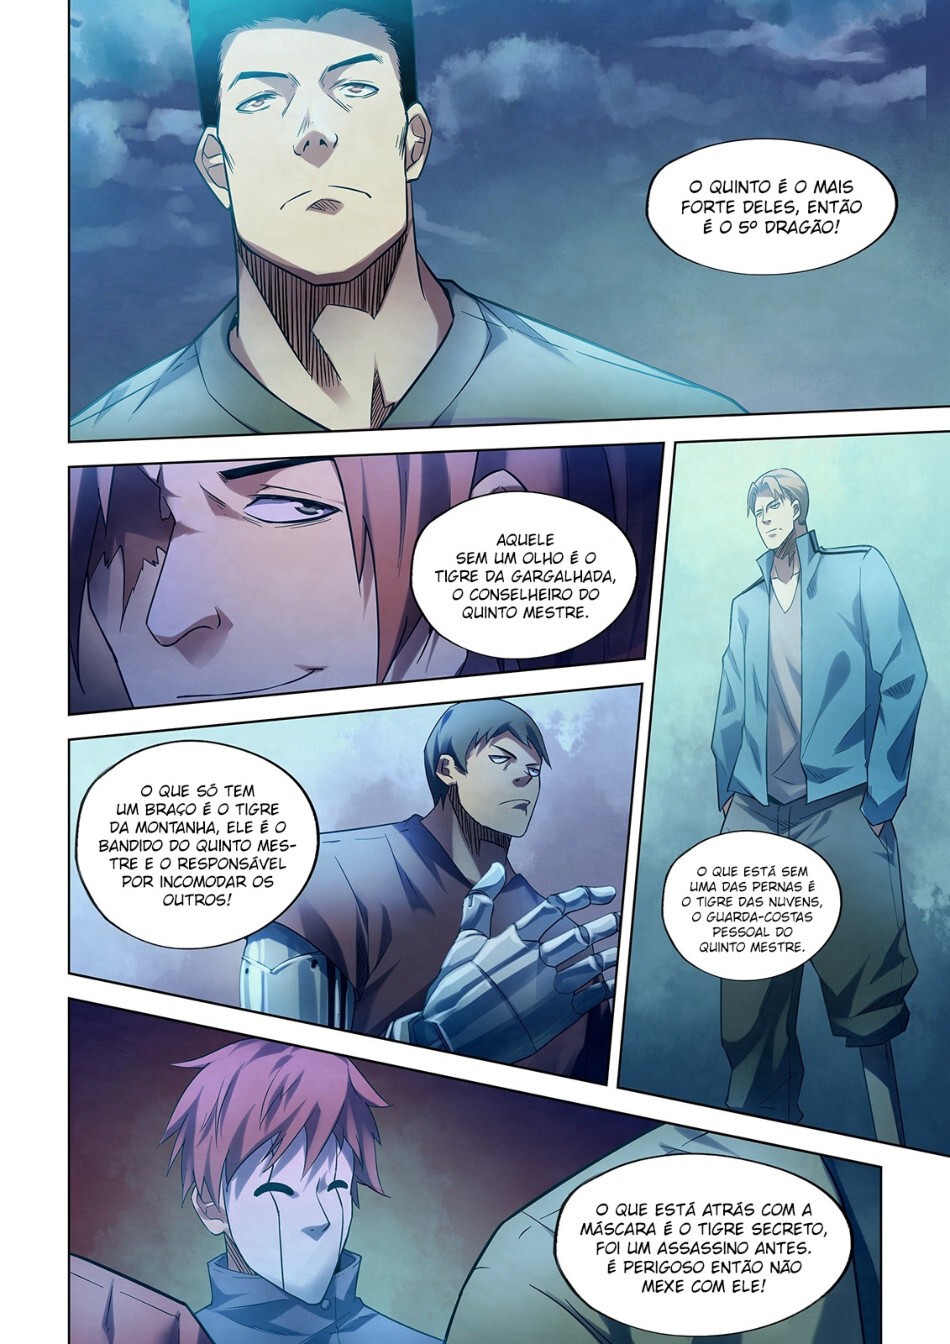 O QUINTO É O MAIS
FORTE DELES, ENTÃO
É O 5º DRAGÃO!
AQUELE
SEM UM OLHO É O
TIGRE DA GARGALHADA,
O CONSELHEIRO DO
QUINTO MESTRE.
O QUE SÓ TEM
UM BRAÇO É O TIGRE
DA MONTANHA, ELE É O
BANDIDO DO QUINTO MES-
TRE E O RESPONSÁVEL
POR INCOMODAR OS
OUTROS!
O QUE ESTÁ SEM
UMA DAS PERNAS É
O TIGRE DAS NUVENS,
O GUARDA-COSTAS
PESSOAL DO
QUINTO MESTRE.
O QUE ESTÁ ATRÁS COM A
MÁSCARA É O TIGRE SECRETO,
FOI UM ASSASSINO ANTES.
É PERIGOSO ENTÃO NÃO
MEXE COM ELE!